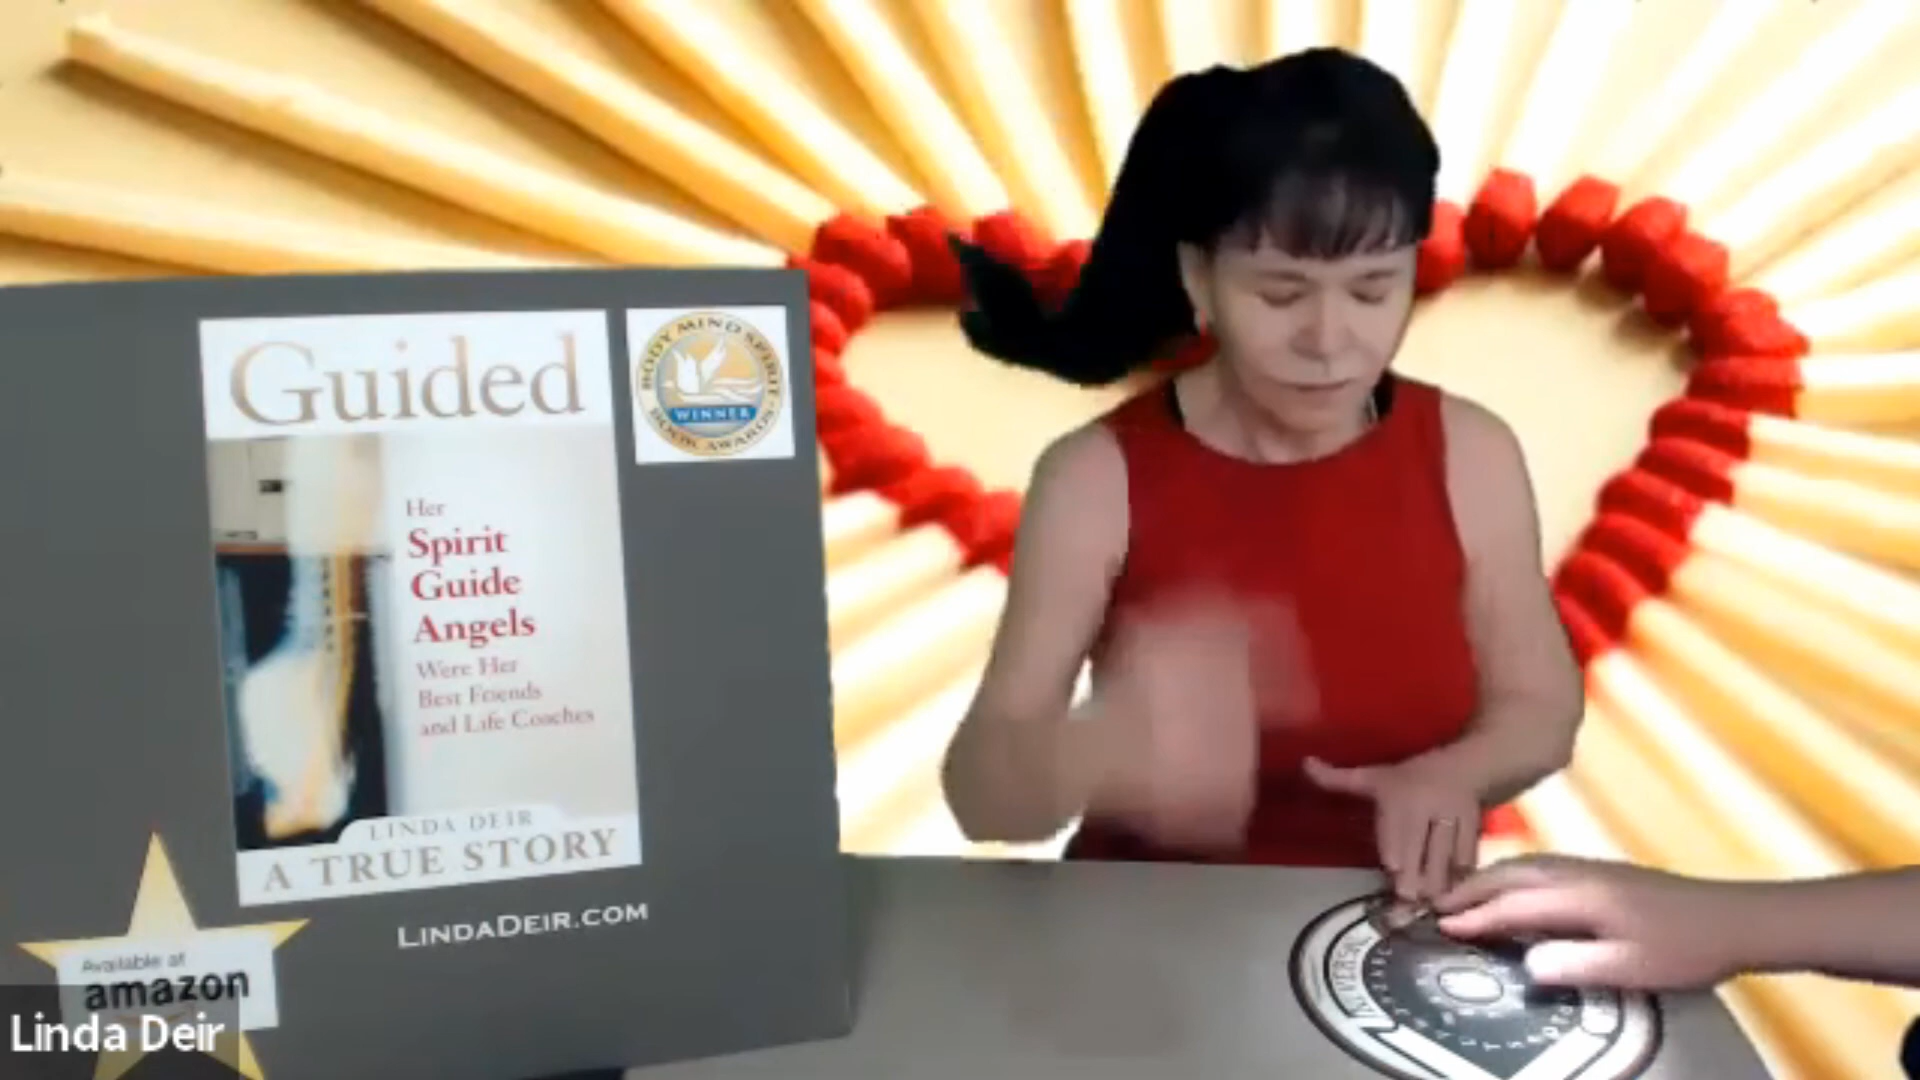 Guided
BODY MIND SPIRIT
WINNER
BOOK AWARDS
Her
Spirit
Guide
Angels
Were Her
Best Friends
and Life Coaches
LINDA DEIR
A TRUE STORY
LINDADEIR.COM
Available at
amazon
Linda Deir